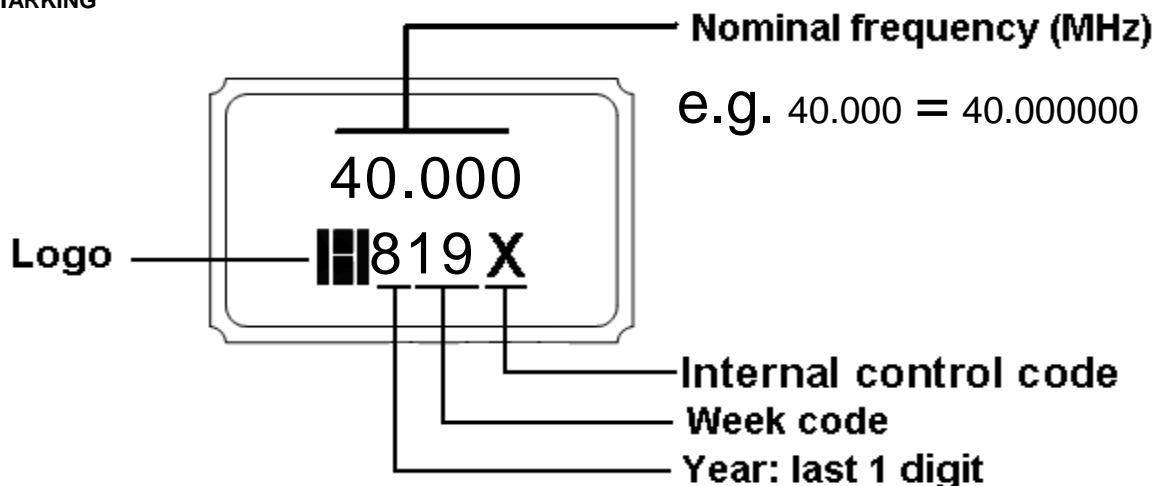 Nominal frequency (MHz)
e.g. 40.000 = 40.000000
40.000
Logo
819 X
Internal control code
Week code
Year: last 1 digit